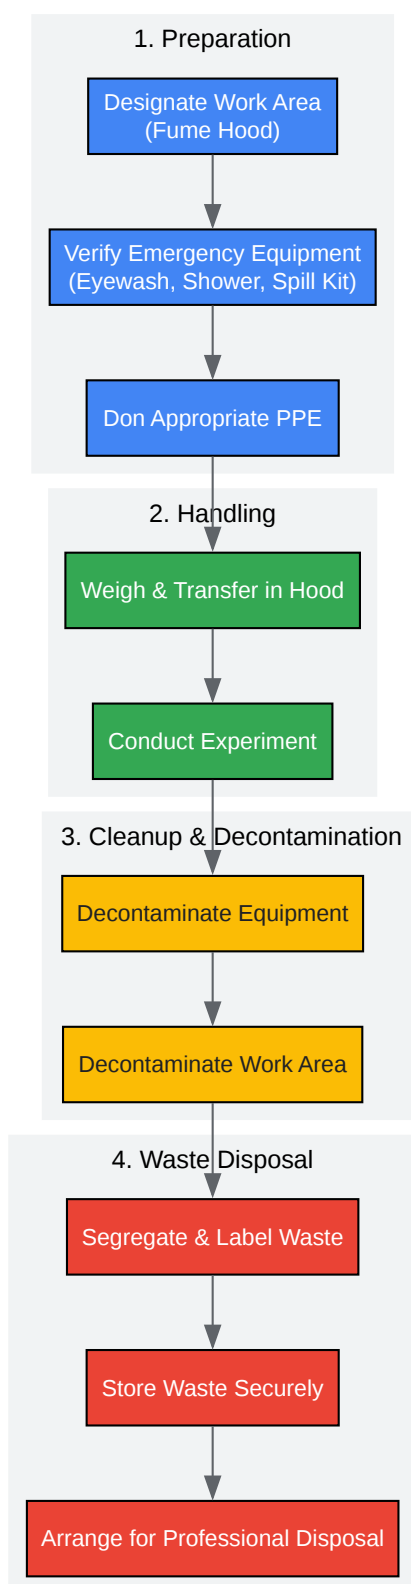 1. Preparation
Designate Work Area
(Fume Hood)
Verify Emergency Equipment
(Eyewash, Shower, Spill Kit)
Don Appropriate PPE
2. Handling
Weigh & Transfer in Hood
Conduct Experiment
3. Cleanup & Decontamination
Decontaminate Equipment
Decontaminate Work Area
4. Waste Disposal
Segregate & Label Waste
Store Waste Securely
Arrange for Professional Disposal